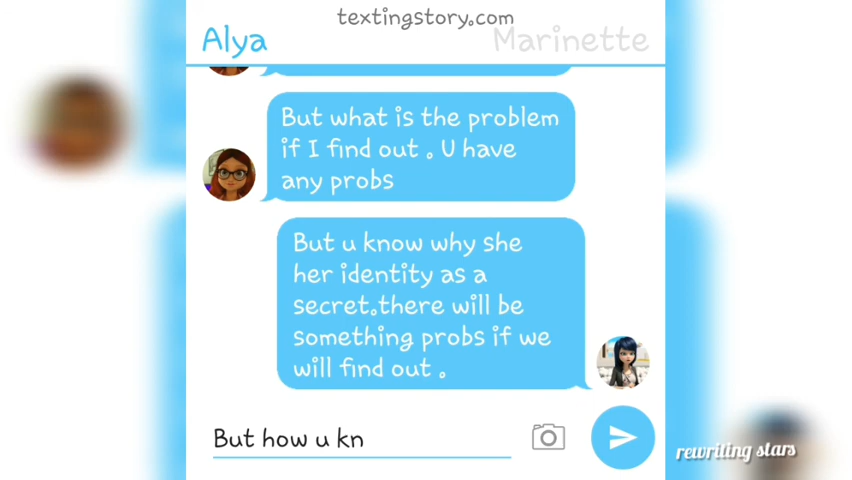 textingstory.com
Alya
Marinette
But what is the problem
if I find out . U have
any probs
But u know why she
her identity as a
secret.there will be
something probs if we
will find out .
But how u kn
rewriting stars